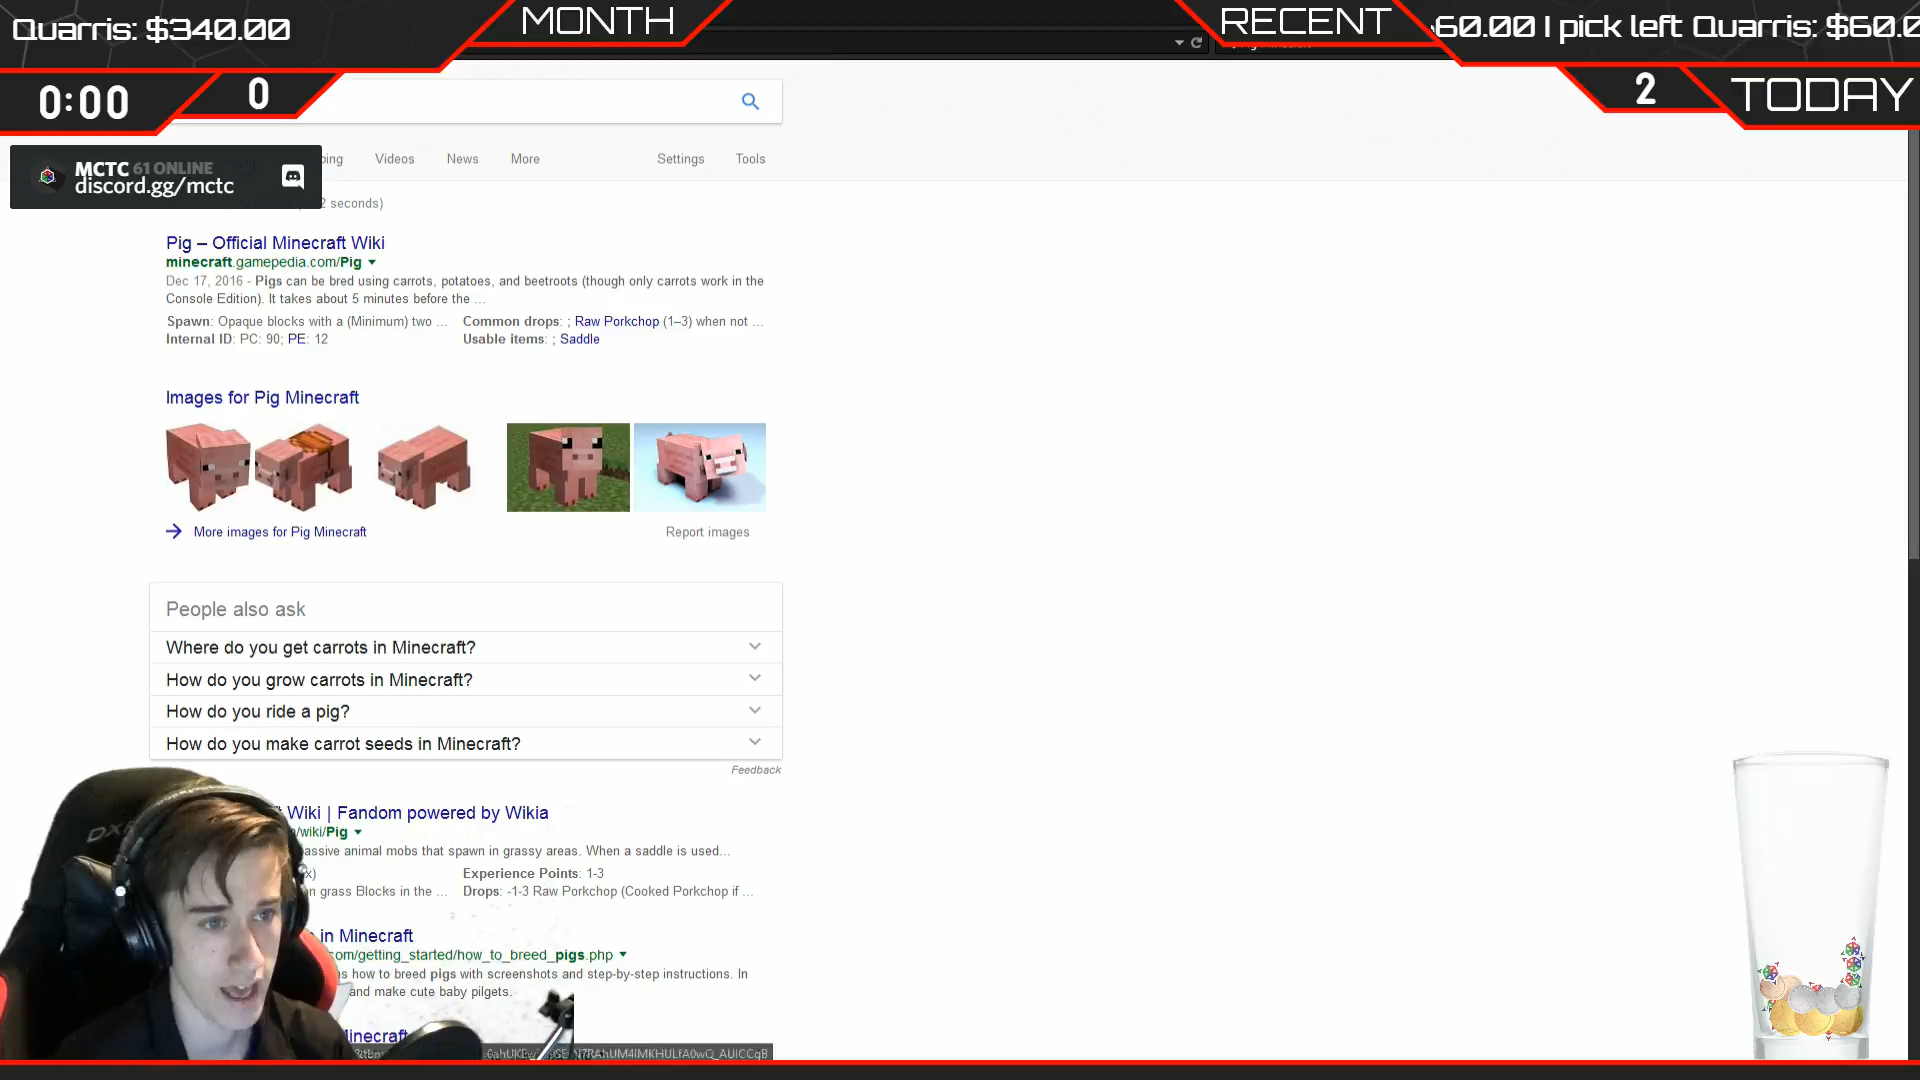 Quarris: $340.00
MONTH
RECENT
60.00 I pick left Quarris: $60.0
0:00
0
2
TODAY
MCTC 61 ONLINE
discord.gg/mctc
Videos
News
More
Settings
Tools
seconds)
Pig – Official Minecraft Wiki
minecraft.gamepedia.com/Pig
Dec 17, 2016 - Pigs can be bred using carrots, potatoes, and beetroots (though only carrots work in the
Console Edition). It takes about 5 minutes before the ...
Spawn: Opaque blocks with a (Minimum) two ...
Common drops: ; Raw Porkchop (1–3) when not ...
Internal ID: PC: 90; PE: 12
Usable items: ; Saddle
Images for Pig Minecraft
More images for Pig Minecraft
Report images
People also ask
Where do you get carrots in Minecraft?
How do you grow carrots in Minecraft?
How do you ride a pig?
How do you make carrot seeds in Minecraft?
Feedback
Wiki | Fandom powered by Wikia
/wiki/Pig
assive animal mobs that spawn in grassy areas. When a saddle is used...
Experience Points: 1-3
n grass Blocks in the ...
Drops: -1-3 Raw Porkchop (Cooked Porkchop if ...
in Minecraft
com/getting_started/how_to_breed_pigs.php
how to breed pigs with screenshots and step-by-step instructions. In
and make cute baby pilgets.